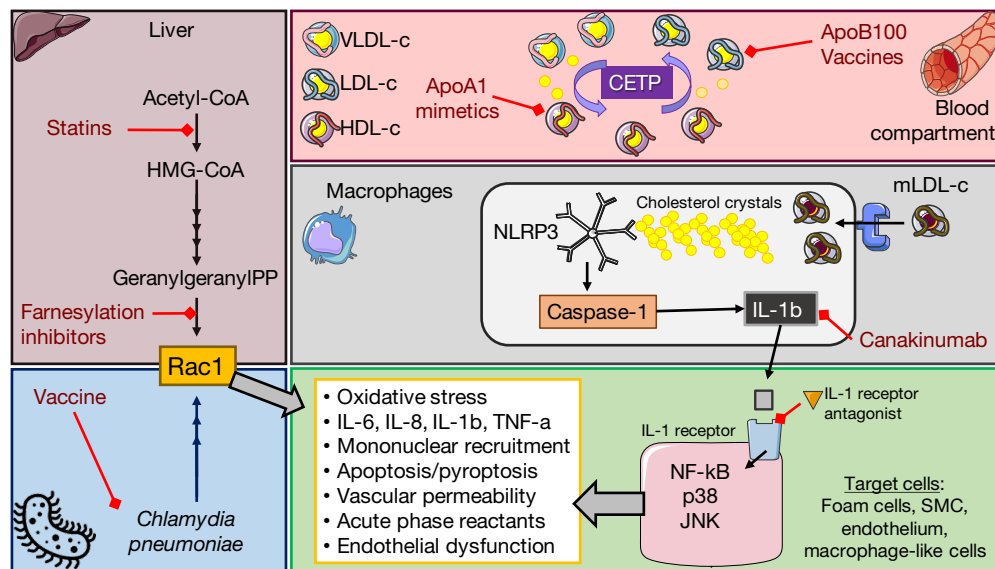 Liver
Acetyl-CoA
Statins
HMG-CoA
GeranylgeranylPP
Farnesylation
inhibitors
Rac1
VLDL-c
LDL-c
HDL-c
ApoA1
mimetics
CETP
ApoB100
Vaccines
Blood
compartment
Macrophages
NLRP3
Cholesterol crystals
mLDL-c
Caspase-1
IL-1b
Canakinumab
Vaccine
Chlamydia
pneumoniae
• Oxidative stress
• IL-6, IL-8, IL-1b, TNF-a
• Mononuclear recruitment
• Apoptosis/pyroptosis
• Vascular permeability
• Acute phase reactants
• Endothelial dysfunction
IL-1 receptor
antagonist
IL-1 receptor
NF-kB
p38
JNK
Target cells:
Foam cells, SMC,
endothelium,
macrophage-like cells